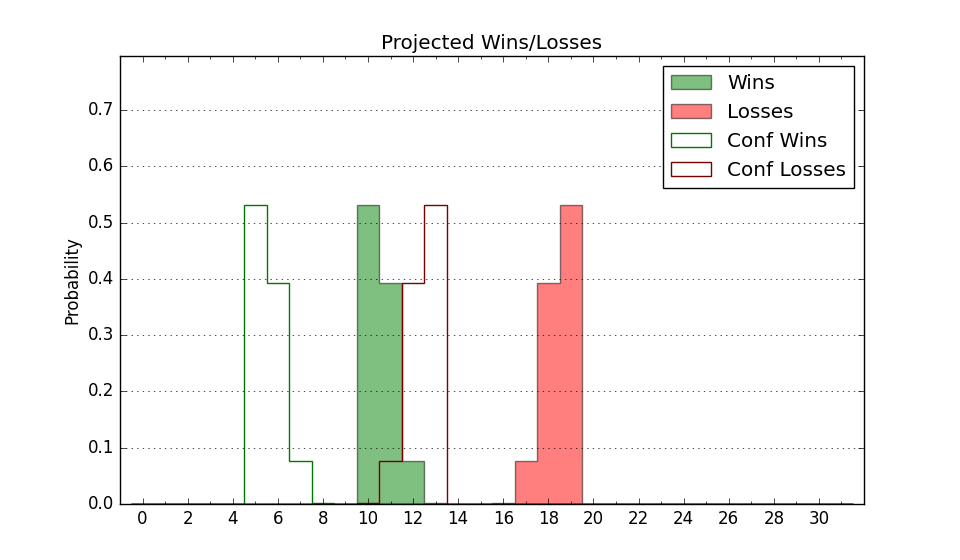 Projected Wins/Losses
Wins
Losses
Conf Wins
Conf Losses
Probability
0.7
0.6
0.5
0.4
0.3
0.2
0.1
0.0
0 2 4 6 8 10 12 14 16 18 20 22 24 26 28 30